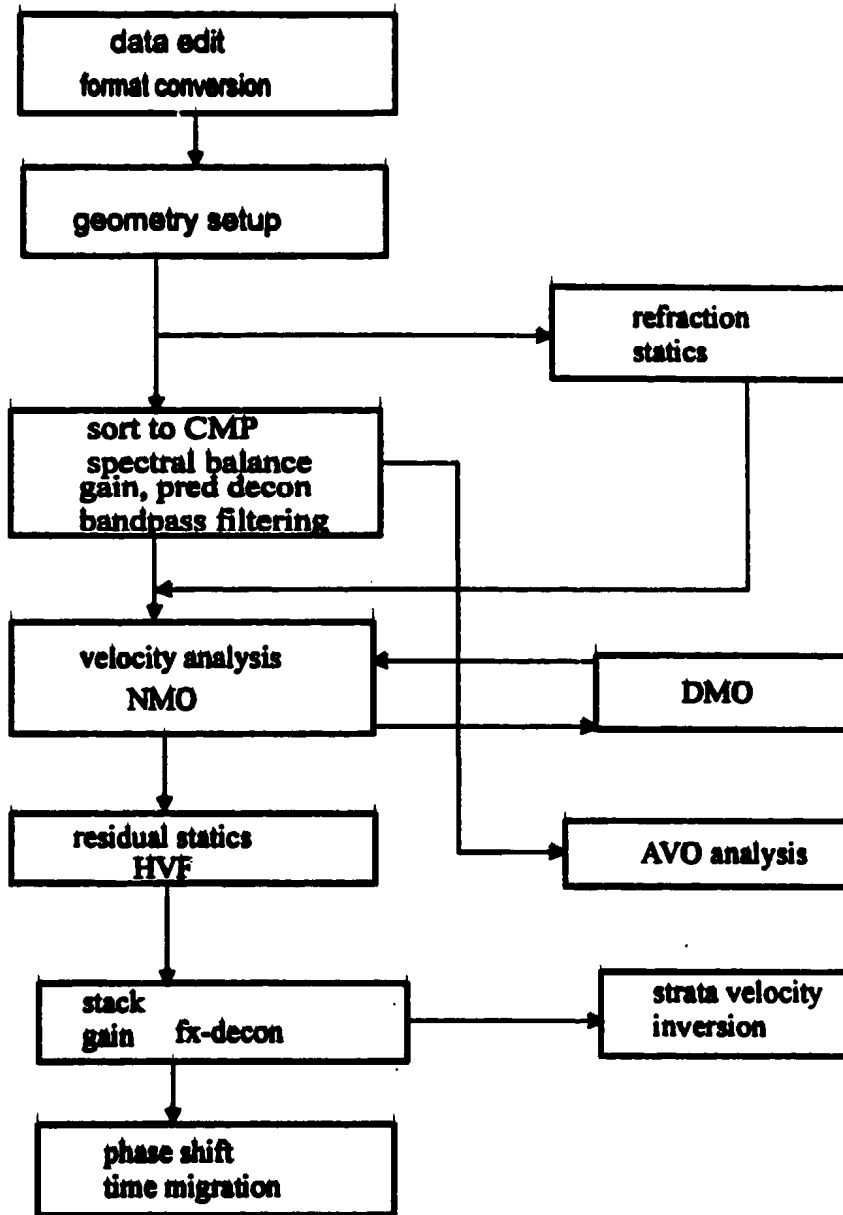 data edit
format conversion
geometry setup
refraction
statics
sort to CMP
spectral balance
gain, pred decon
bandpass filtering
velocity analysis
NMO
DMO
residual statics
HVF
AVO analysis
stack
gain fx-decon
strata velocity
inversion
phase shift
time migration